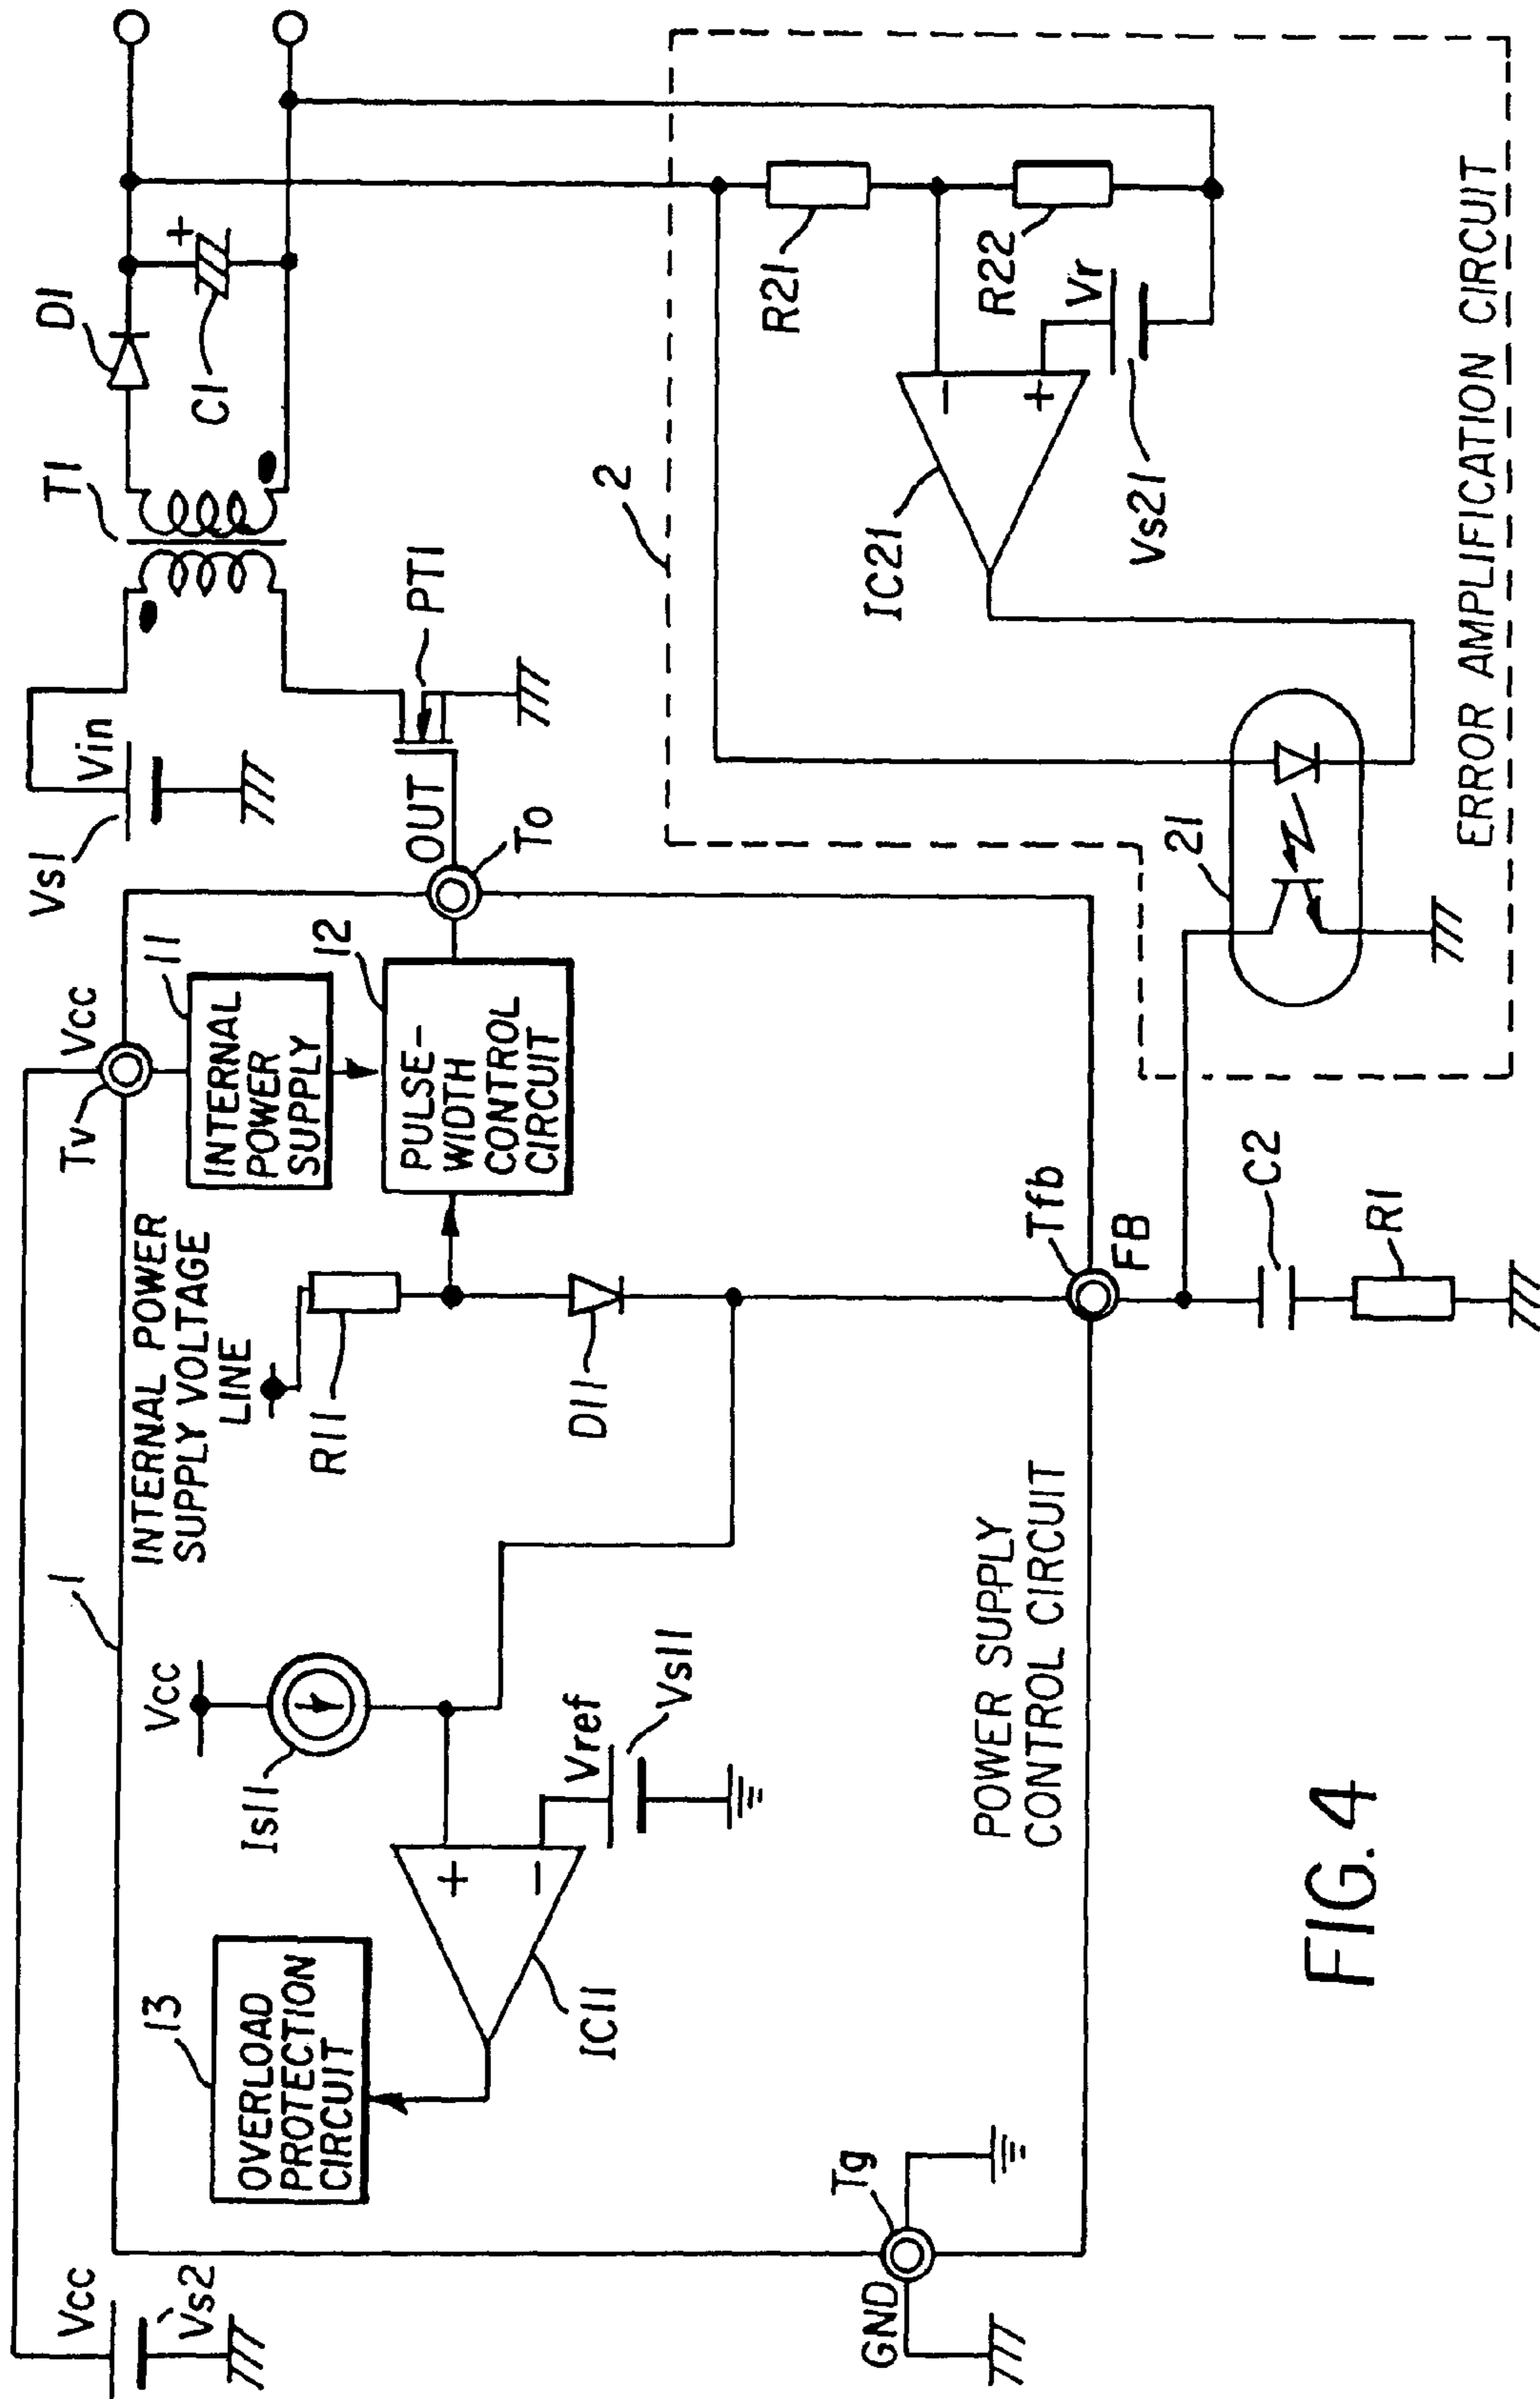 Vcc
Vs2
1
Tv
Vcc
Vs1
Vin
T1
D1
+
C1
13
OVERLOAD
PROTECTION
CIRCUIT
Is11
Vcc
INTERNAL POWER
SUPPLY VOLTAGE
LINE
R11
11
INTERNAL
POWER
SUPPLY
12
PULSE-
WIDTH
CONTROL
CIRCUIT
OUT
To
PT1
IC11
+
−
Vref
Vs11
D11
2
R21
R22
IC21
−
+
Vr
Vs21
GND
Tg
POWER SUPPLY
CONTROL CIRCUIT
Tfb
FB
C2
R1
21
ERROR AMPLIFICATION CIRCUIT
FIG. 4